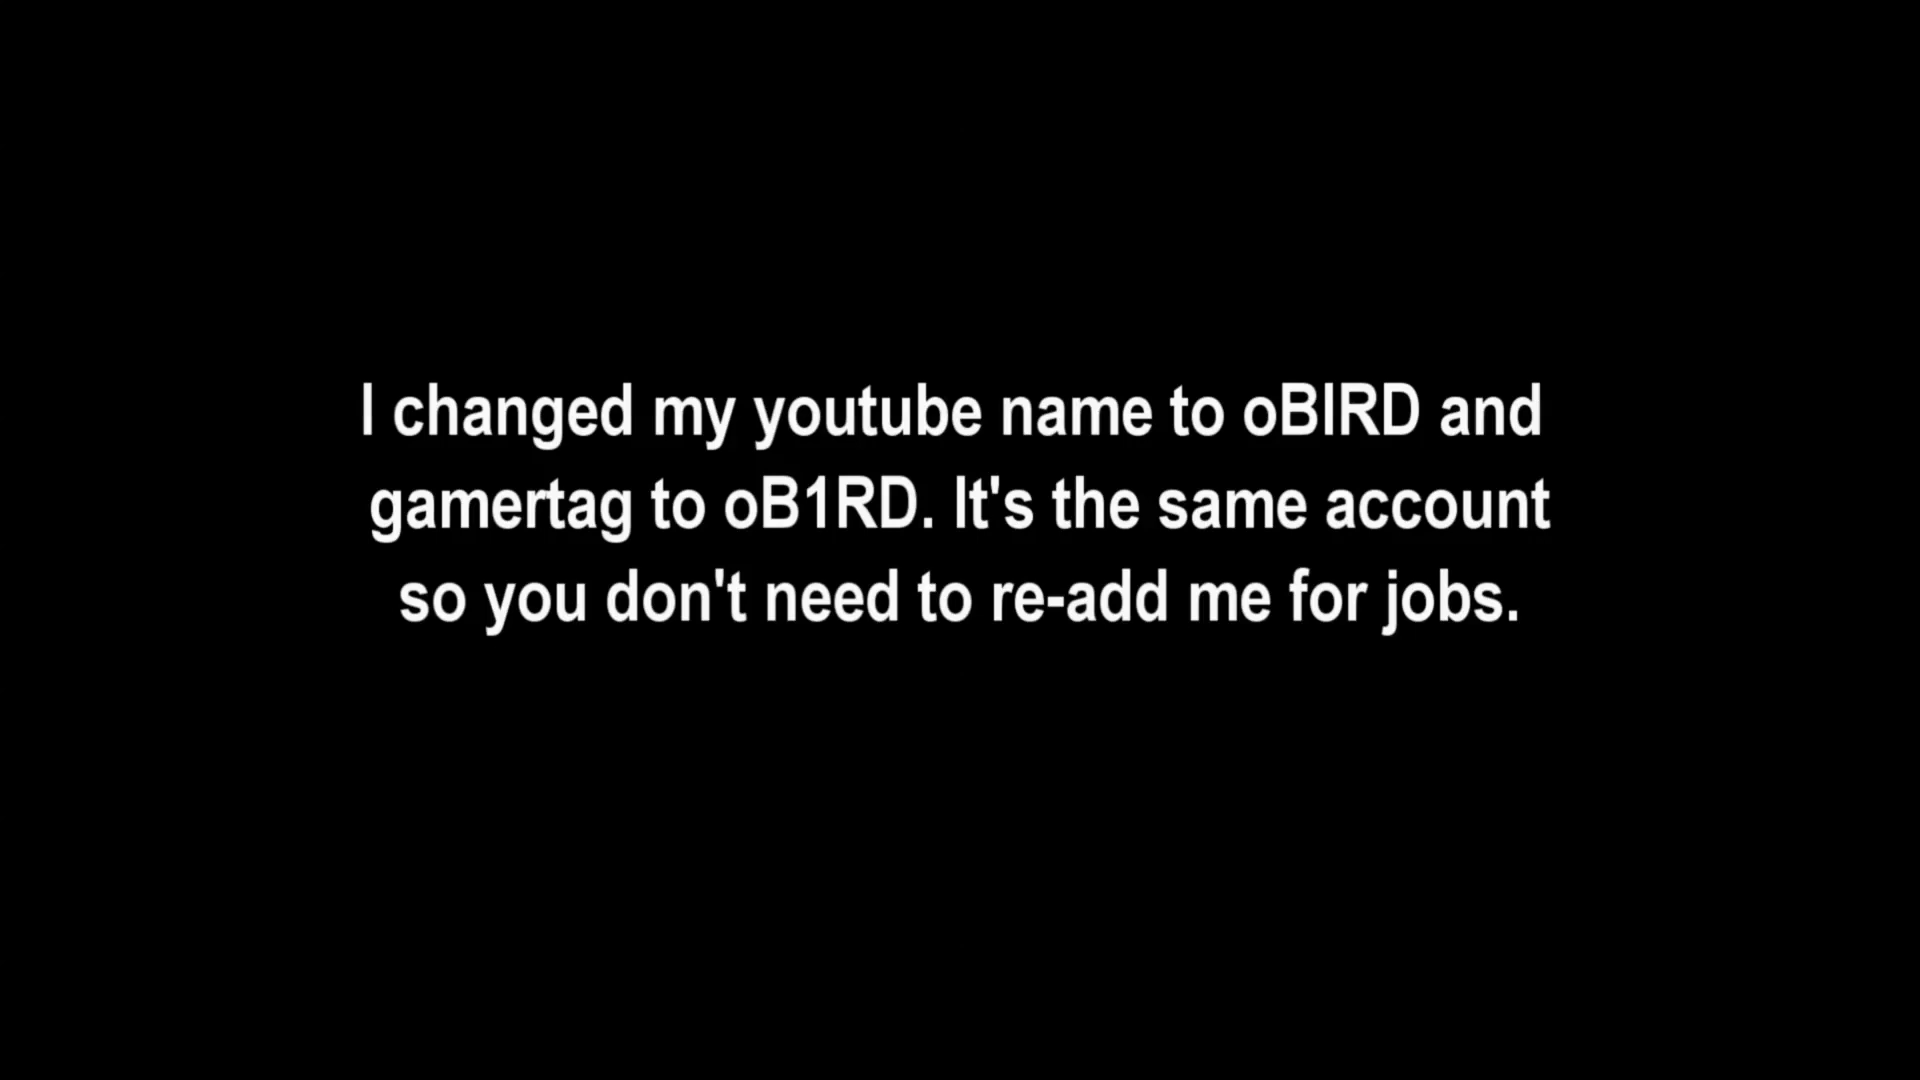 I changed my youtube name to oBIRD and
gamertag to oB1RD. It's the same account
so you don't need to re-add me for jobs.